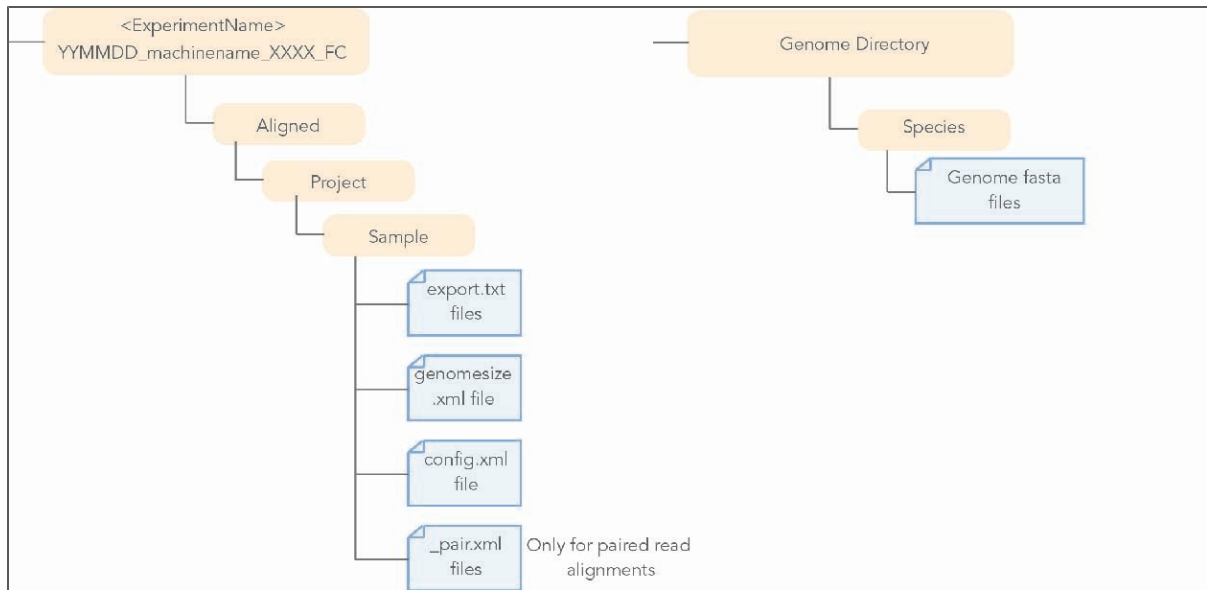 <ExperimentName>
YYMMDD_machinename_XXXX_FC
Aligned
Project
Sample
export.txt
files
genomesize
.xml file
config.xml
file
_pair.xml
files
Only for paired read
alignments
Genome Directory
Species
Genome fasta
files